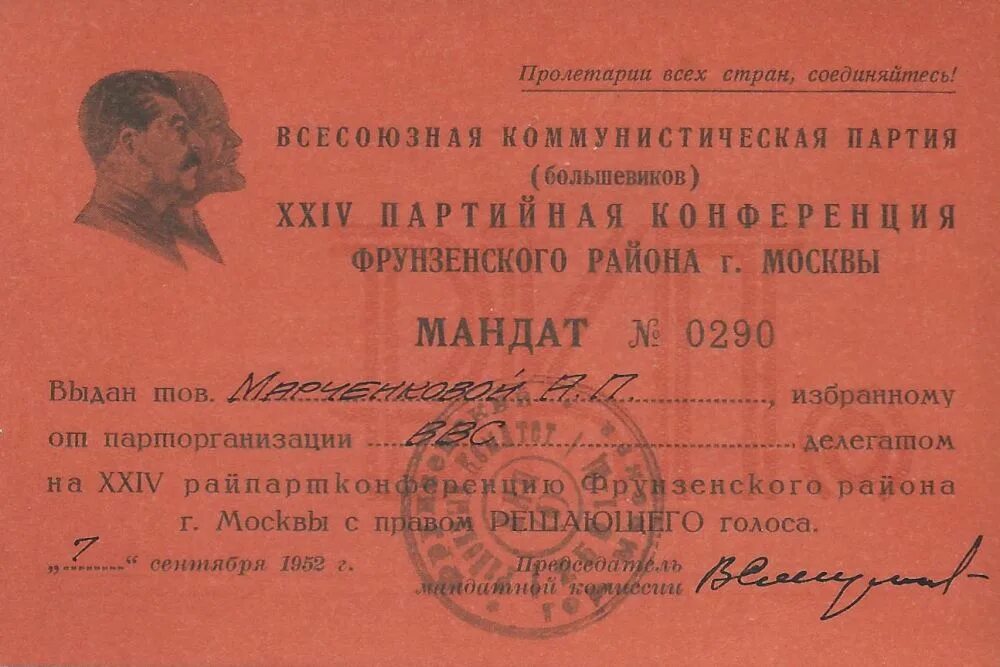 Пролетарии всех стран, соединяйтесь!
ВСЕСОЮЗНАЯ КОММУНИСТИЧЕСКАЯ ПАРТИЯ
(большевиков)
XXIV ПАРТИЙНАЯ КОНФЕРЕНЦИЯ
ФРУНЗЕНСКОГО РАЙОНА г. МОСКВЫ
МАНДАТ № 0290
Выдан тов. Марченковой А.П., избранному
от парторганизации ВВС делегатом
на XXIV райпартконференцию Фрунзенского района
г. Москвы с правом РЕШАЮЩЕГО голоса.
„7“ сентября 1952 г.
Председатель
мандатной комиссии